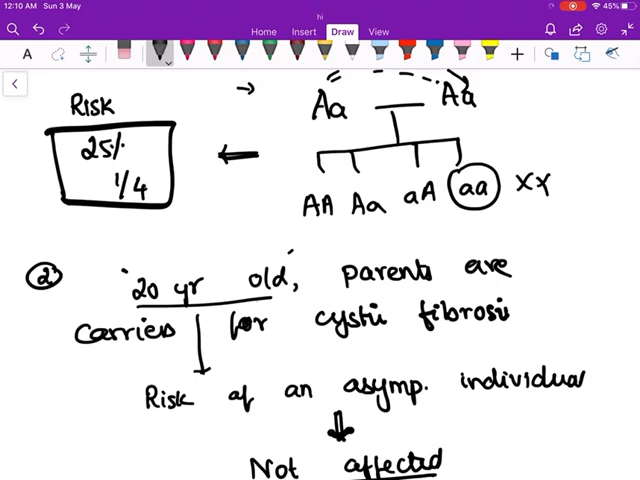 12:10 AM Sun 3 May
45%
hi
Home Insert Draw View
A
Aa Aa
Risk
25%
1/4
AA Aa aA aa XX
2 20 yr old, parents are
carriers for cystic fibrosis
Risk of an asymp. individual
Not affected